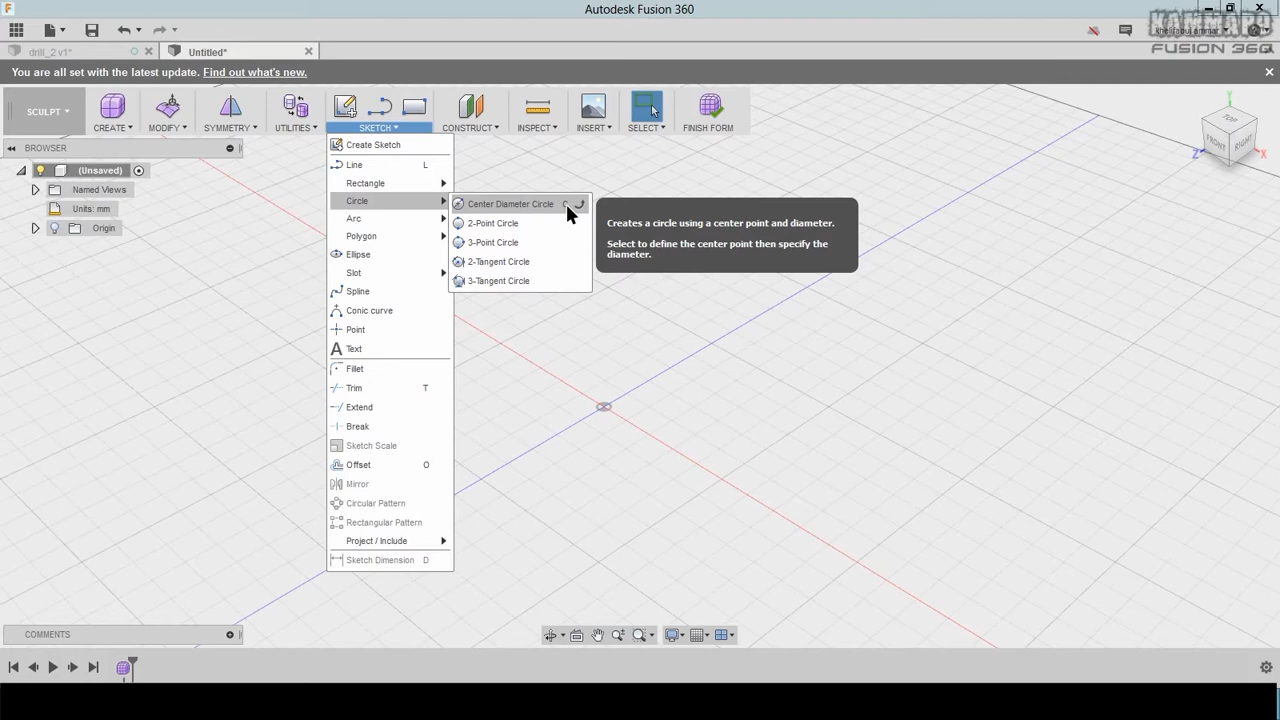 Autodesk Fusion 360
KAMMAPO
FUSION 360
drill_2 v1*
Untitled*
You are all set with the latest update. Find out what's new.
SCULPT
CREATE
MODIFY
SYMMETRY
UTILITIES
SKETCH
CONSTRUCT
INSPECT
INSERT
SELECT
FINISH FORM
BROWSER
(Unsaved)
Named Views
Units: mm
Origin
Create Sketch
Line L
Rectangle
Circle
Arc
Polygon
Ellipse
Slot
Spline
Conic curve
Point
Text
Fillet
Trim T
Extend
Break
Sketch Scale
Offset O
Mirror
Circular Pattern
Rectangular Pattern
Project / Include
Sketch Dimension D
Center Diameter Circle C
2-Point Circle
3-Point Circle
2-Tangent Circle
3-Tangent Circle
Creates a circle using a center point and diameter.
Select to define the center point then specify the
diameter.
Y
TOP
FRONT
RIGHT
Z
X
COMMENTS